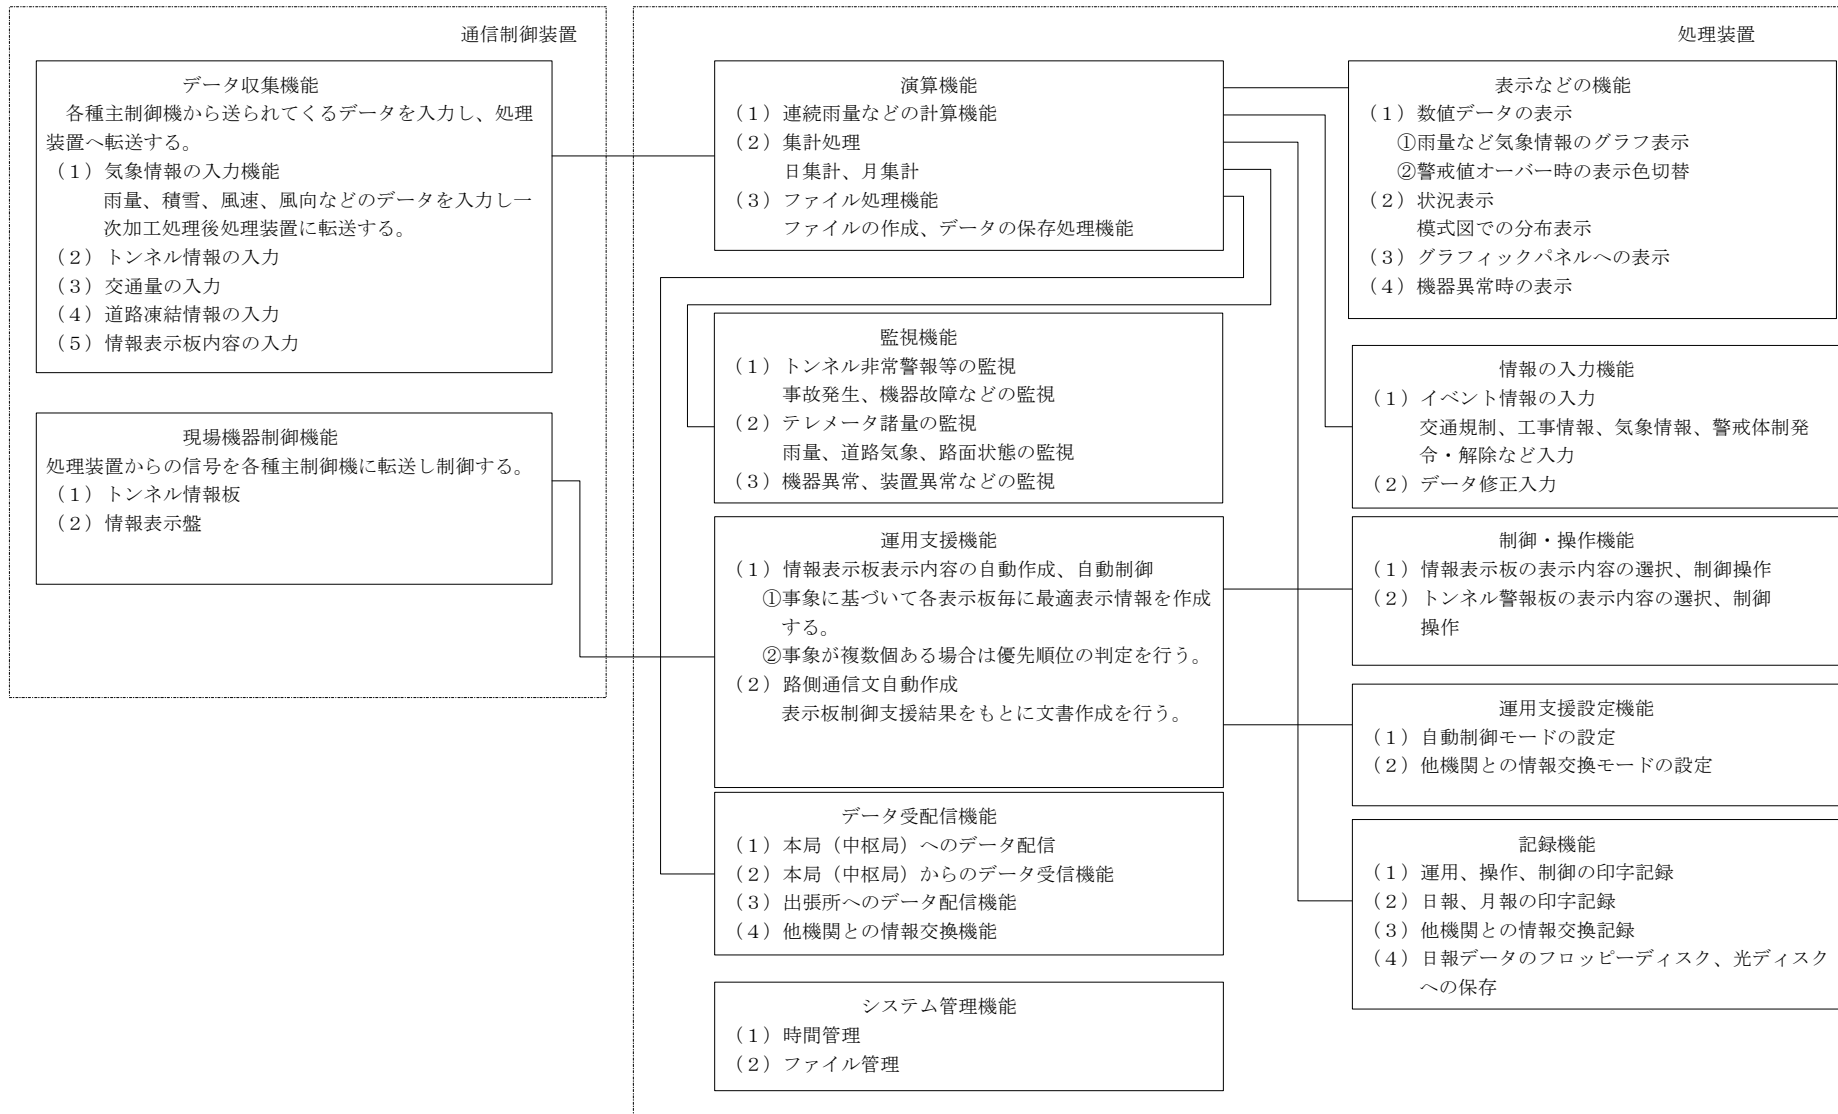 通信制御装置
データ収集機能
各種主制御機から送られてくるデータを入力し、処理
装置へ転送する。
（１）気象情報の入力機能
雨量、積雪、風速、風向などのデータを入力し一
次加工処理後処理装置に転送する。
（２）トンネル情報の入力
（３）交通量の入力
（４）道路凍結情報の入力
（５）情報表示板内容の入力
現場機器制御機能
処理装置からの信号を各種主制御機に転送し制御する。
（１）トンネル情報板
（２）情報表示盤
処理装置
演算機能
（１）連続雨量などの計算機能
（２）集計処理
日集計、月集計
（３）ファイル処理機能
ファイルの作成、データの保存処理機能
監視機能
（１）トンネル非常警報等の監視
事故発生、機器故障などの監視
（２）テレメータ諸量の監視
雨量、道路気象、路面状態の監視
（３）機器異常、装置異常などの監視
運用支援機能
（１）情報表示板表示内容の自動作成、自動制御
①事象に基づいて各表示板毎に最適表示情報を作成
する。
②事象が複数個ある場合は優先順位の判定を行う。
（２）路側通信文自動作成
表示板制御支援結果をもとに文書作成を行う。
データ受配信機能
（１）本局（中枢局）へのデータ配信
（２）本局（中枢局）からのデータ受信機能
（３）出張所へのデータ配信機能
（４）他機関との情報交換機能
システム管理機能
（１）時間管理
（２）ファイル管理
表示などの機能
（１）数値データの表示
①雨量など気象情報のグラフ表示
②警戒値オーバー時の表示色切替
（２）状況表示
模式図での分布表示
（３）グラフィックパネルへの表示
（４）機器異常時の表示
情報の入力機能
（１）イベント情報の入力
交通規制、工事情報、気象情報、警戒体制発
令・解除など入力
（２）データ修正入力
制御・操作機能
（１）情報表示板の表示内容の選択、制御操作
（２）トンネル警報板の表示内容の選択、制御
操作
運用支援設定機能
（１）自動制御モードの設定
（２）他機関との情報交換モードの設定
記録機能
（１）運用、操作、制御の印字記録
（２）日報、月報の印字記録
（３）他機関との情報交換記録
（４）日報データのフロッピーディスク、光ディスク
への保存